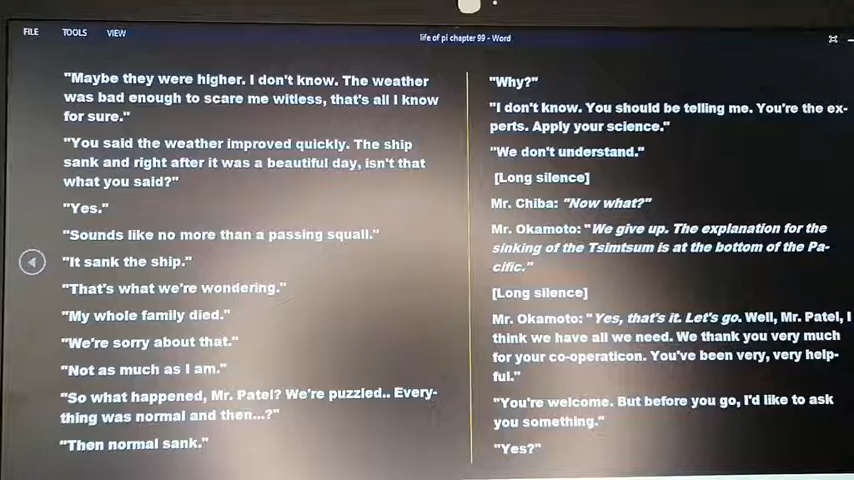 FILE TOOLS VIEW
life of pi chapter 99 - Word
"Maybe they were higher. I don't know. The weather
was bad enough to scare me witless, that's all I know
for sure."
"You said the weather improved quickly. The ship
sank and right after it was a beautiful day, isn't that
what you said?"
"Yes."
"Sounds like no more than a passing squall."
"It sank the ship."
"That's what we're wondering."
"My whole family died."
"We're sorry about that."
"Not as much as I am."
"So what happened, Mr. Patel? We're puzzled.. Every-
thing was normal and then...?"
"Then normal sank."
"Why?"
"I don't know. You should be telling me. You're the ex-
perts. Apply your science."
"We don't understand."
[Long silence]
Mr. Chiba: "Now what?"
Mr. Okamoto: "We give up. The explanation for the
sinking of the Tsimtsum is at the bottom of the Pa-
cific."
[Long silence]
Mr. Okamoto: "Yes, that's it. Let's go. Well, Mr. Patel, I
think we have all we need. We thank you very much
for your co-operaticon. You've been very, very help-
ful."
"You're welcome. But before you go, I'd like to ask
you something."
"Yes?"